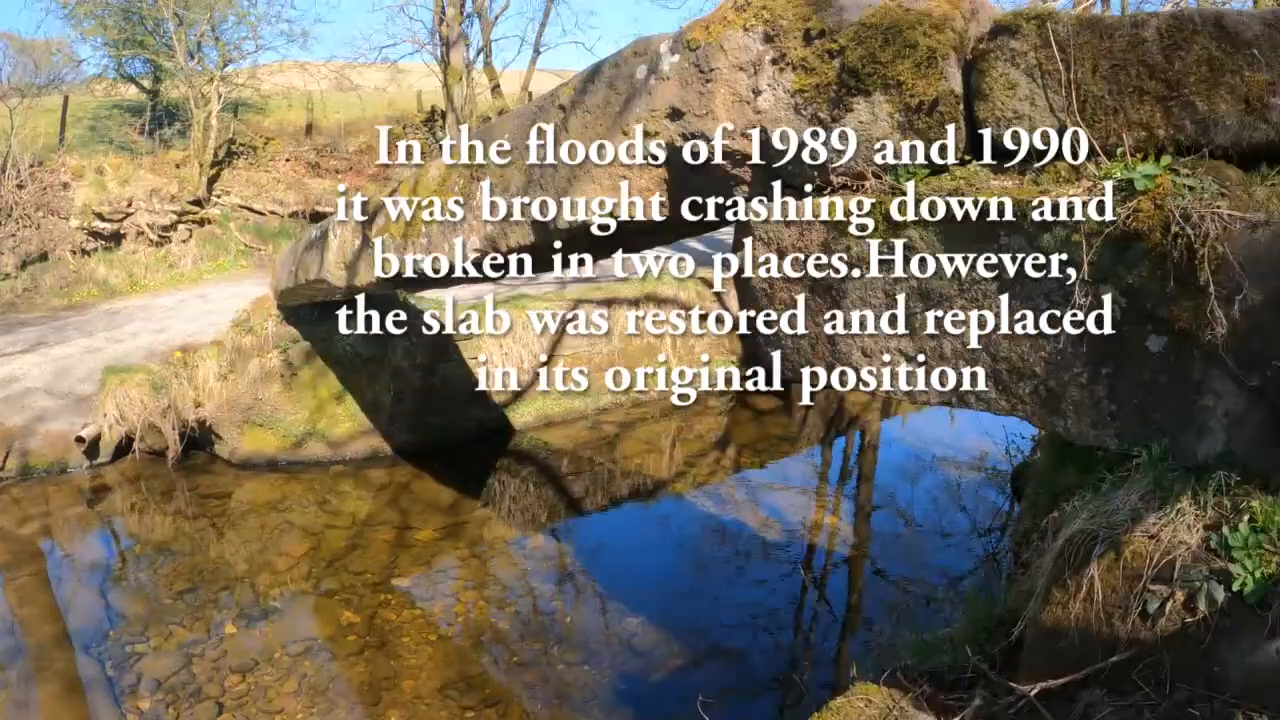 In the floods of 1989 and 1990
it was brought crashing down and
broken in two places.However,
the slab was restored and replaced
in its original position